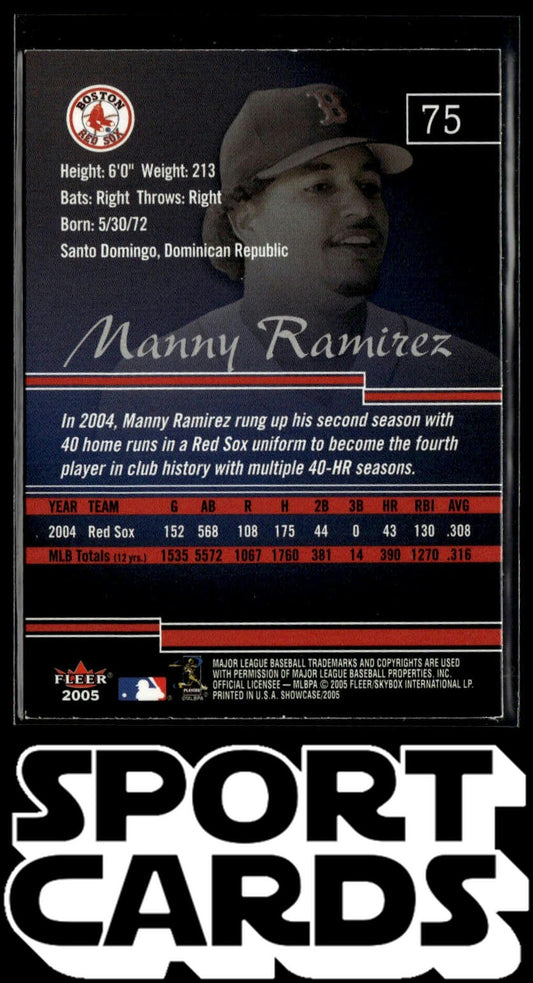 BOSTON
RED SOX
B
75
Height: 6'0" Weight: 213
Bats: Right Throws: Right
Born: 5/30/72
Santo Domingo, Dominican Republic
Manny Ramirez
In 2004, Manny Ramirez rung up his second season with
40 home runs in a Red Sox uniform to become the fourth
player in club history with multiple 40-HR seasons.
YEAR TEAM G AB R H 2B 3B HR RBI AVG
2004 Red Sox 152 568 108 175 44 0 43 130 .308
MLB Totals (12 yrs.) 1535 5572 1067 1760 381 14 390 1270 .316
FLEER
2005
PLAYERS
MAJOR LEAGUE BASEBALL TRADEMARKS AND COPYRIGHTS ARE USED
WITH PERMISSION OF MAJOR LEAGUE BASEBALL PROPERTIES, INC.
OFFICIAL LICENSEE — MLBPA © 2005 FLEER/SKYBOX INTERNATIONAL LP.
PRINTED IN U.S.A. SHOWCASE/2005
SPORT
CARDS